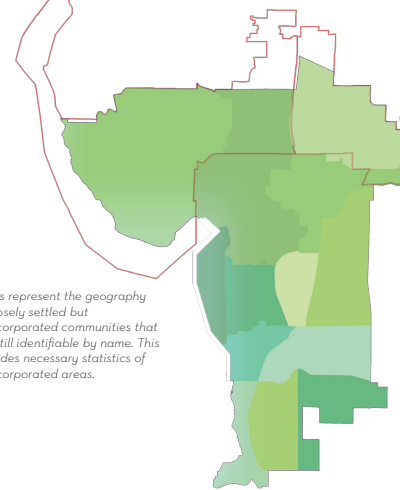 s represent the geography
osely settled but
corporated communities that
till identifiable by name. This
des necessary statistics of
corporated areas.